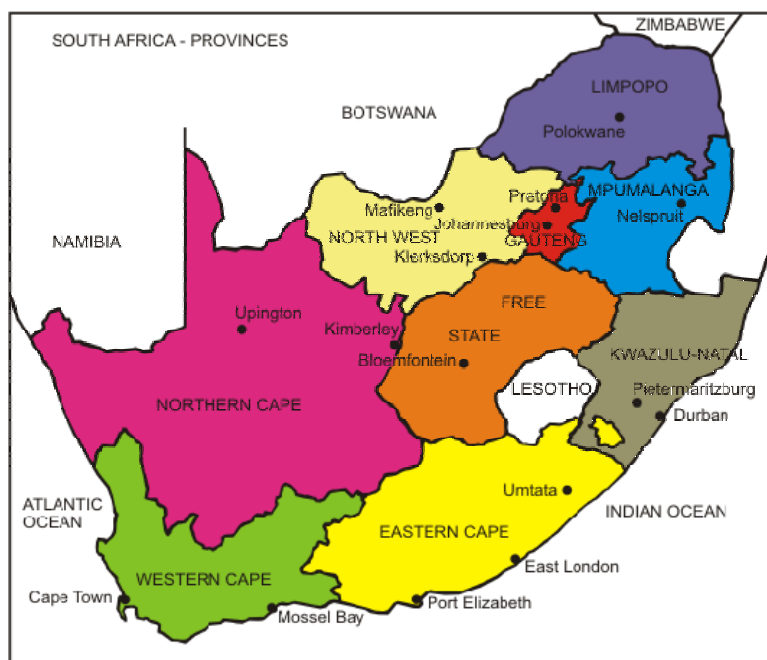 ZIMBABWE
SOUTH AFRICA - PROVINCES
LIMPOPO
BOTSWANA
Polokwane
MPUMALANGA
Pretoria
Mafikeng
Nelspruit
Johannesburg
NORTH WEST
GAUTENG
NAMIBIA
Klerksdorp
FREE
STATE
Upington
Kimberley
Bloemfontein
KWAZULU-NATAL
LESOTHO
Pietermaritzburg
NORTHERN CAPE
Durban
Umtata
ATLANTIC
OCEAN
INDIAN OCEAN
EASTERN CAPE
East London
WESTERN CAPE
Cape Town
Port Elizabeth
Mossel Bay